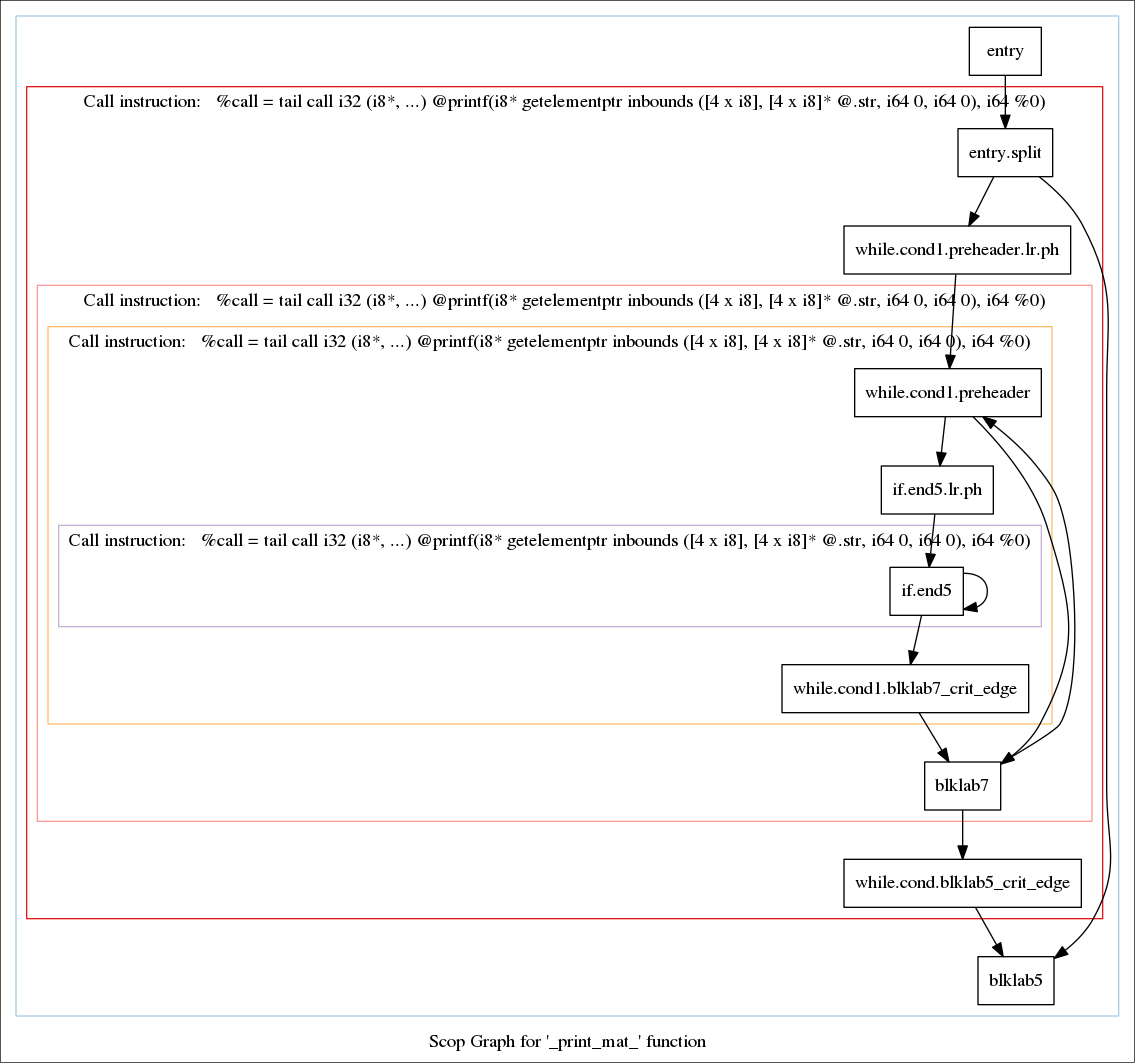 entry
Call instruction: %call = tail call i32 (i8*, ...) @printf(i8* getelementptr inbounds ([4 x i8], [4 x i8]* @.str, i64 0, i64 0), i64 %0)
entry.split
while.cond1.preheader.lr.ph
Call instruction: %call = tail call i32 (i8*, ...) @printf(i8* getelementptr inbounds ([4 x i8], [4 x i8]* @.str, i64 0, i64 0), i64 %0)
Call instruction: %call = tail call i32 (i8*, ...) @printf(i8* getelementptr inbounds ([4 x i8], [4 x i8]* @.str, i64 0, i64 0), i64 %0)
while.cond1.preheader
if.end5.lr.ph
Call instruction: %call = tail call i32 (i8*, ...) @printf(i8* getelementptr inbounds ([4 x i8], [4 x i8]* @.str, i64 0, i64 0), i64 %0)
if.end5
while.cond1.blklab7_crit_edge
blklab7
while.cond.blklab5_crit_edge
blklab5
Scop Graph for '_print_mat_' function